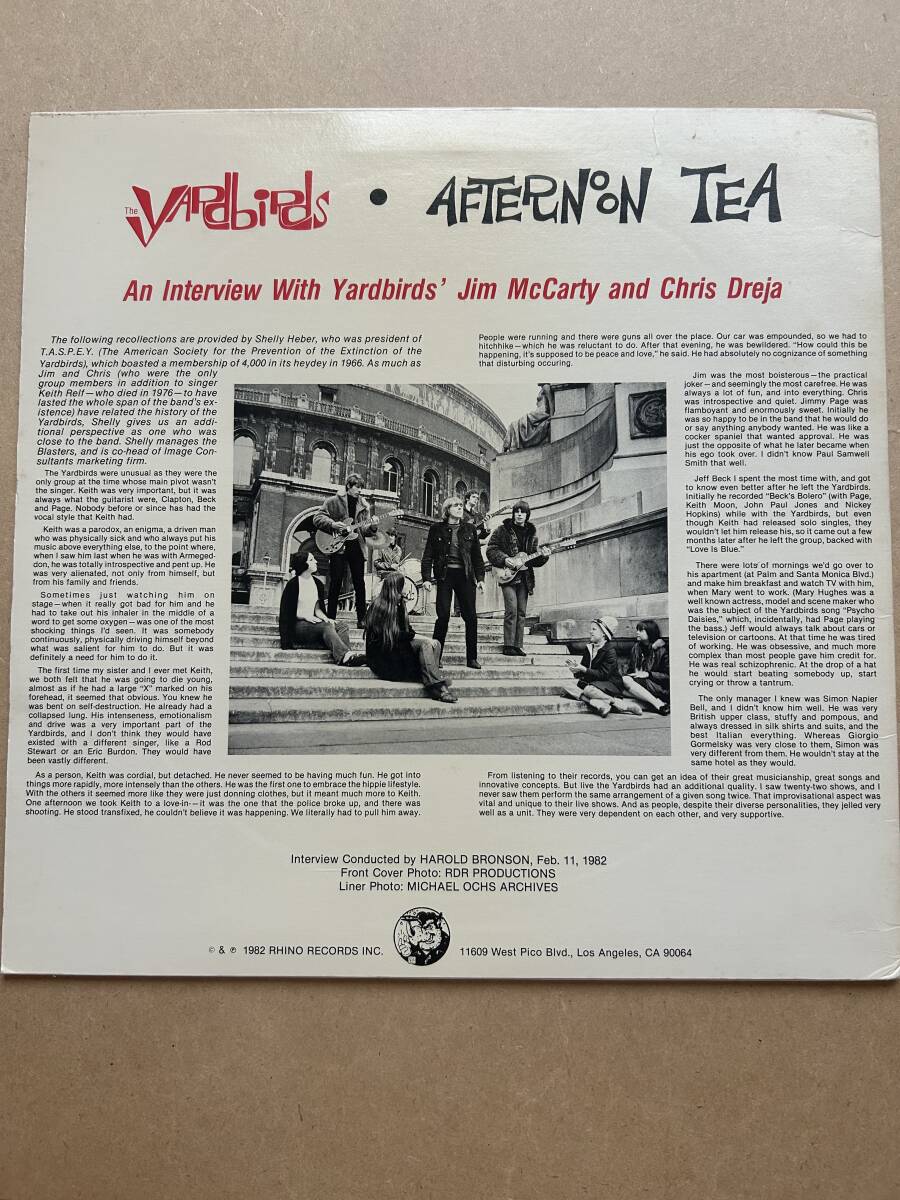 The YARDbiRDs • AFTERNOON TEA
An Interview With Yardbirds' Jim McCarty and Chris Dreja
The following recollections are provided by Shelly Heber, who was president of
T.A.S.P.E.Y. (The American Society for the Prevention of the Extinction of the
Yardbirds), which boasted a membership of 4,000 in its heydey in 1966. As much as
Jim and Chris (who were the only
group members in addition to singer
Keith Relf—who died in 1976—to have
lasted the whole span of the band's ex-
istence) have related the history of the
Yardbirds, Shelly gives us an addi-
tional perspective as one who was
close to the band. Shelly manages the
Blasters, and is co-head of Image Con-
sultants marketing firm.
The Yardbirds were unusual as they were the
only group at the time whose main pivot wasn't
the singer. Keith was very important, but it was
always what the guitarist were, Clapton, Beck
and Page. Nobody before or since has had the
vocal style that Keith had.
Keith was a parodox, an enigma, a driven man
who was physically sick and who always put his
music above everything else, to the point where,
when I saw him last when he was with Armeged-
don, he was totally introspective and pent up. He
was very alienated, not only from himself, but
from his family and friends.
Sometimes just watching him on
stage—when it really got bad for him and he
had to take out his inhaler in the middle of a
word to get some oxygen—was one of the most
shocking things I'd seen. It was somebody
continuously, physically driving himself beyond
what was salient for him to do. But it was
definitely a need for him to do it.
The first time my sister and I ever met Keith,
we both felt that he was going to die young,
almost as if he had a large "X" marked on his
forehead, it seemed that obvious. You knew he
was bent on self-destruction. He already had a
collapsed lung. His intenseness, emotionalism
and drive was a very important part of the
Yardbirds, and I don't think they would have
existed with a different singer, like a Rod
Stewart or an Eric Burdon. They would have
been vastly different.
As a person, Keith was cordial, but detached. He never seemed to be having much fun. He got into
things more rapidly, more intensely than the others. He was the first one to embrace the hippie lifestyle.
With the others it seemed more like they were just donning clothes, but it meant much more to Keith.
One afternoon we took Keith to a love-in-—it was the one that the police broke up, and there was
shooting. He stood transfixed, he couldn't believe it was happening. We literally had to pull him away.
People were running and there were guns all over the place. Our car was empounded, so we had to
hitchhike—which he was reluctant to do. After that evening, he was bewildered. "How could this be
happening, it's supposed to be peace and love," he said. He had absolutely no cognizance of something
that disturbing occuring.
Jim was the most boisterous—the practical
joker—and seemingly the most carefree. He was
always a lot of fun, and into everything. Chris
was introspective and quiet. Jimmy Page was
flamboyant and enormously sweet. Initially he
was so happy to be in the band that he would do
or say anything anybody wanted. He was like a
cocker spaniel that wanted approval. He was
just the opposite of what he later became when
his ego took over. I didn't know Paul Samwell
Smith that well.
Jeff Beck I spent the most time with, and got
to know even better after he left the Yardbirds.
Initially he recorded "Beck's Bolero" (with Page,
Keith Moon, John Paul Jones and Nickey
Hopkins) while with the Yardbirds, but even
though Keith had released solo singles, they
wouldn't let him release his, so it came out a few
months later after he left the group, backed with
"Love Is Blue."
There were lots of mornings we'd go over to
his apartment (at Palm and Santa Monica Blvd.)
and make him breakfast and watch TV with him,
when Mary went to work. (Mary Hughes was a
well known actress, model and scene maker who
was the subject of the Yardbirds song "Psycho
Daisies," which, incidentally, had Page playing
the bass.) Jeff would always talk about cars or
television or cartoons. At that time he was tired
of working. He was obsessive, and much more
complex than most people gave him credit for.
He was real schizophrenic. At the drop of a hat
he would start beating somebody up, start
crying or throw a tantrum.
The only manager I knew was Simon Napier
Bell, and I didn't know him well. He was very
British upper class, stuffy and pompous, and
always dressed in silk shirts and suits, and the
best Italian everything. Whereas Giorgio
Gormelsky was very close to them, Simon was
very different from them. He wouldn't stay at the
same hotel as they would.
From listening to their records, you can get an idea of their great musicianship, great songs and
innovative concepts. But live the Yardbirds had an additional quality. I saw twenty-two shows, and I
never saw them perform the same arrangement of a given song twice. That improvisational aspect was
vital and unique to their live shows. And as people, despite their diverse personalities, they jelled very
well as a unit. They were very dependent on each other, and very supportive.
Interview Conducted by HAROLD BRONSON, Feb. 11, 1982
Front Cover Photo: RDR PRODUCTIONS
Liner Photo: MICHAEL OCHS ARCHIVES
© & ℗ 1982 RHINO RECORDS INC. 11609 West Pico Blvd., Los Angeles, CA 90064